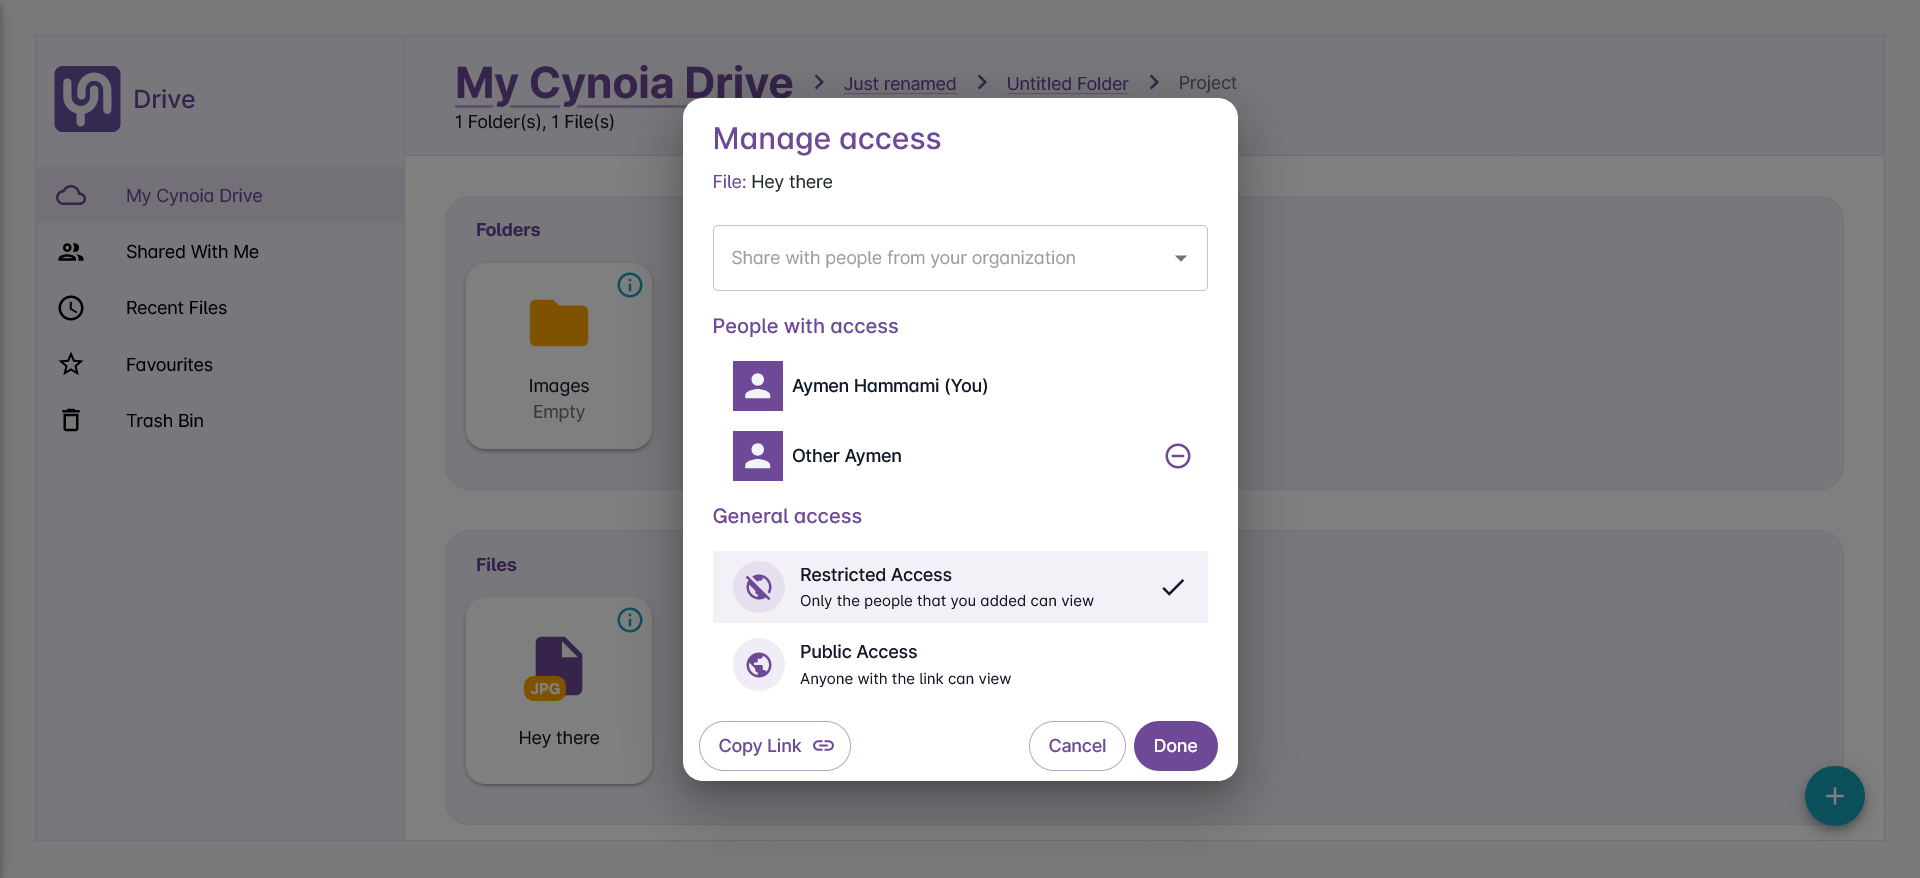 Drive
My Cynoia Drive
Shared With Me
Recent Files
Favourites
Trash Bin
My Cynoia Drive > Just renamed > Untitled Folder > Project
1 Folder(s), 1 File(s)
Folders
Images
Empty
Files
JPG
Hey there
Manage access
File: Hey there
Share with people from your organization
People with access
Aymen Hammami (You)
Other Aymen
General access
Restricted Access
Only the people that you added can view
Public Access
Anyone with the link can view
Copy Link
Cancel
Done